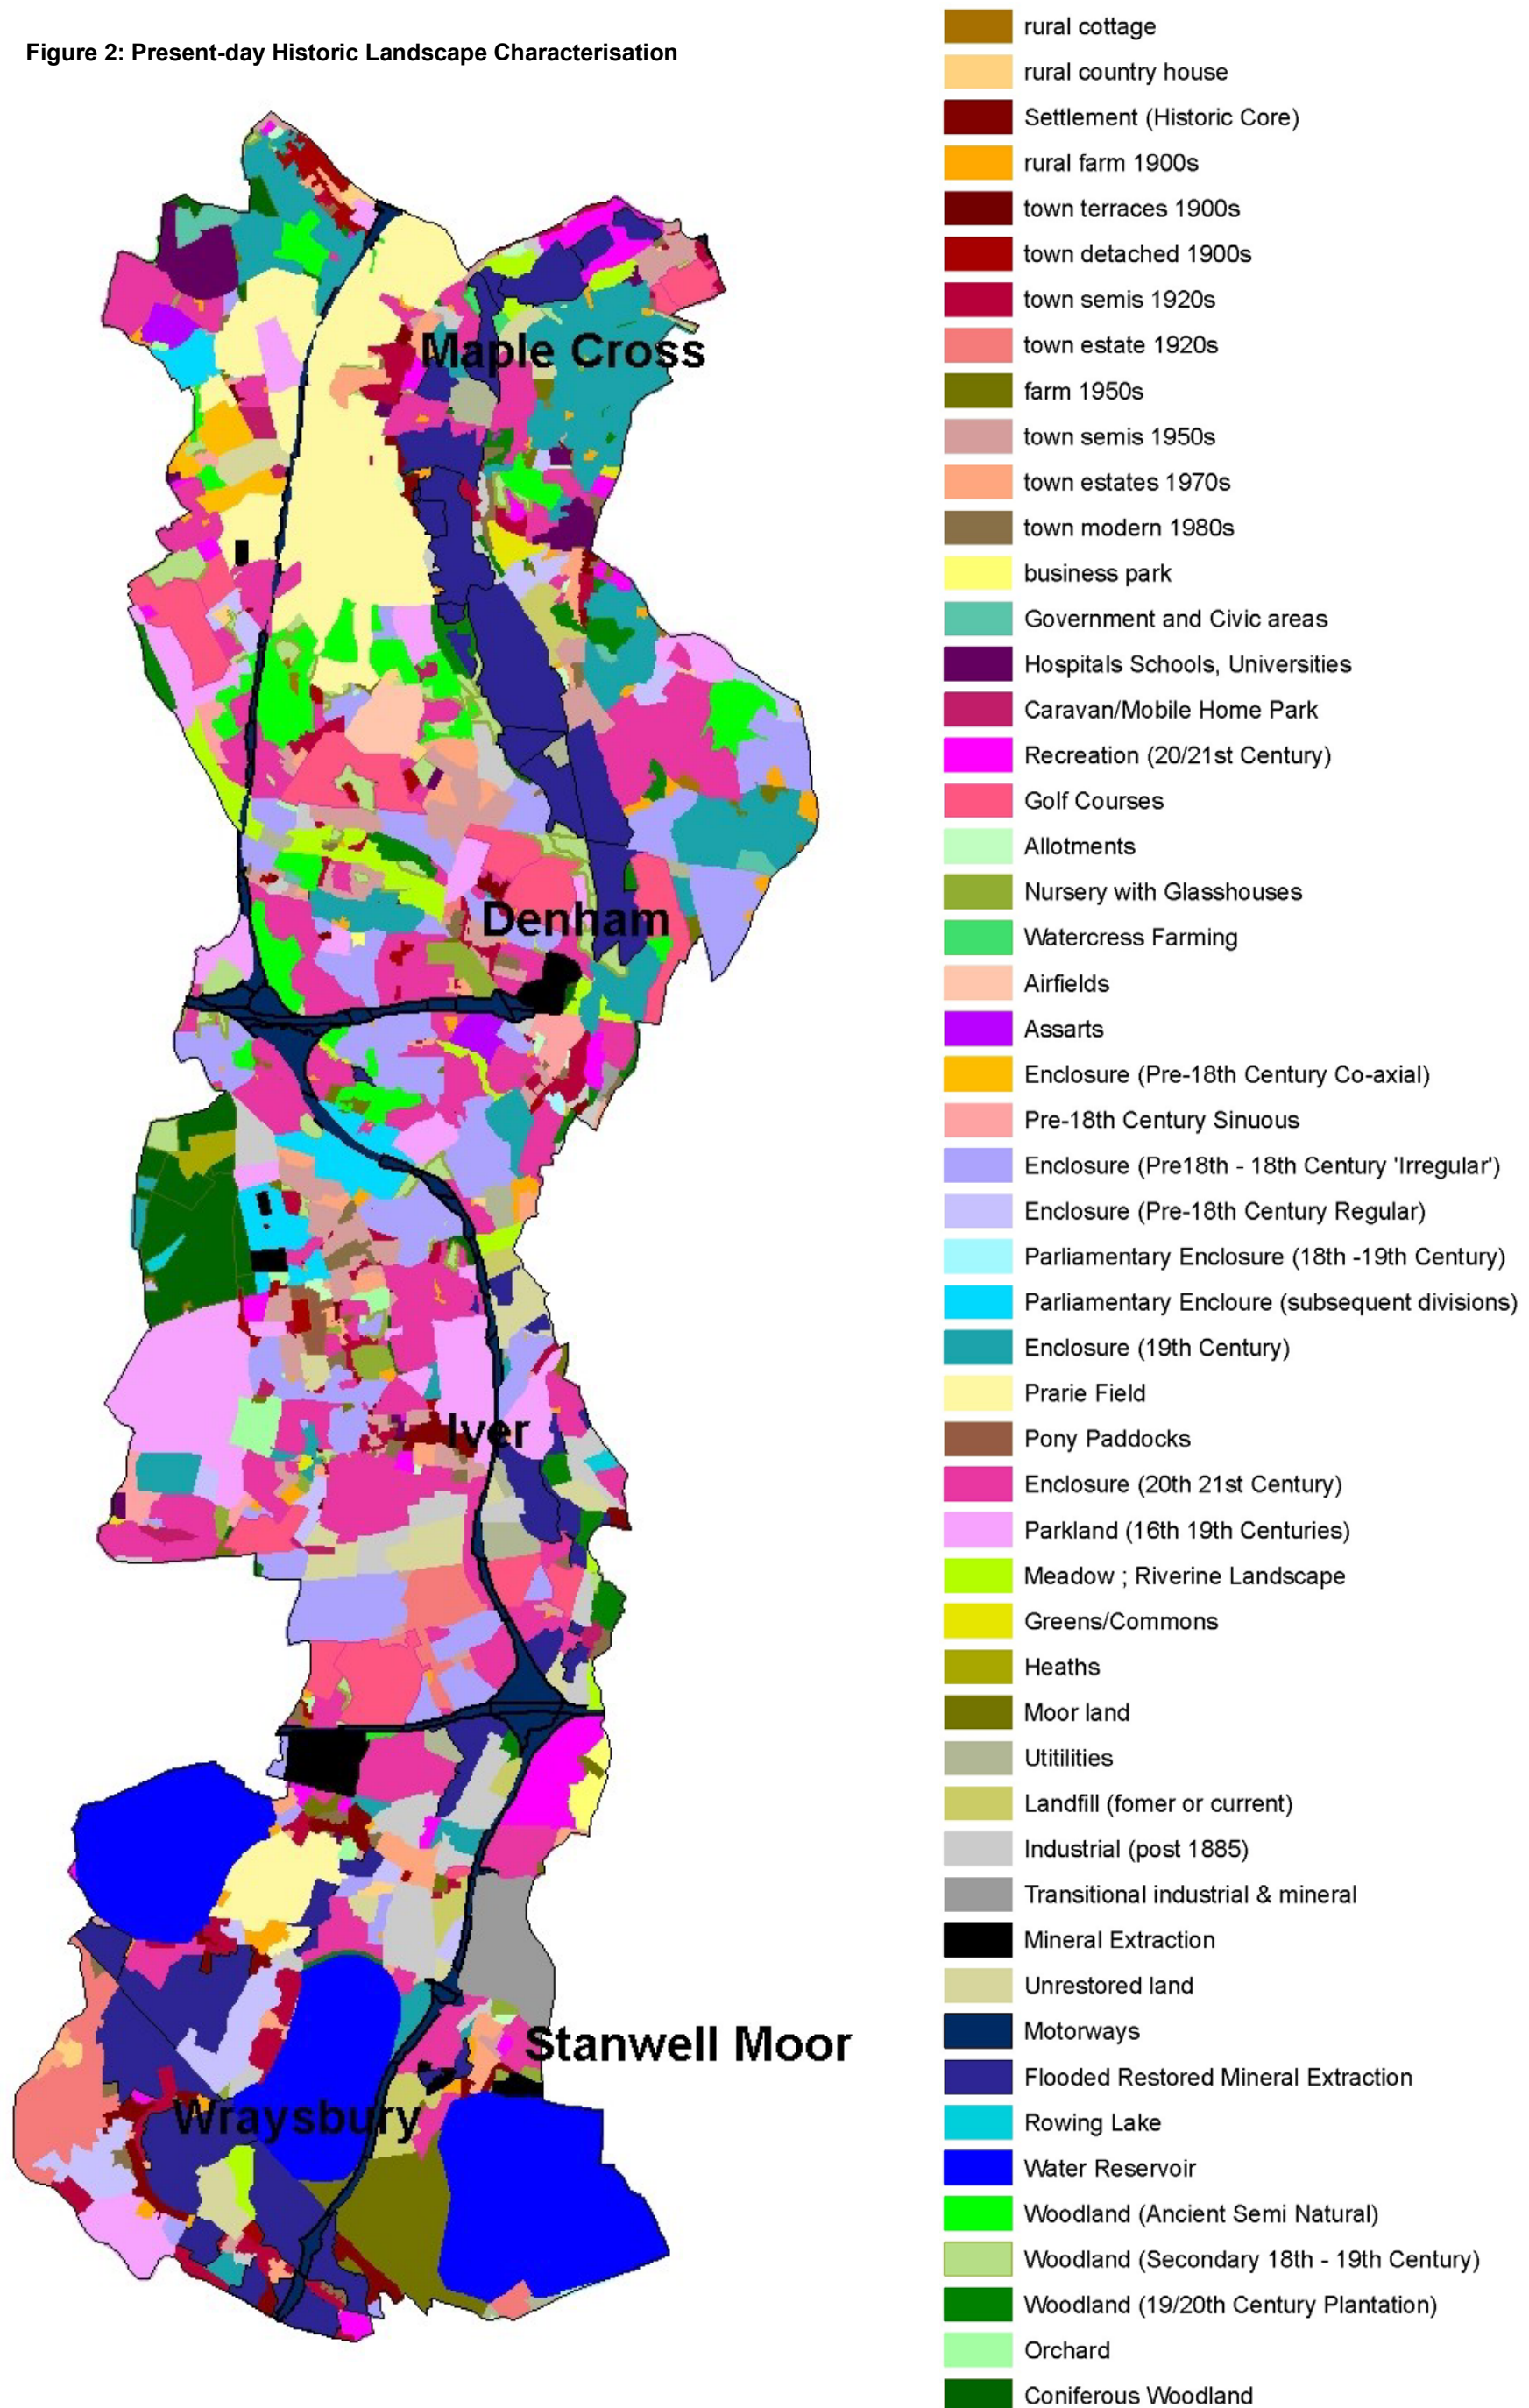 Figure 2: Present-day Historic Landscape Characterisation
Maple Cross
Denham
Iver
Stanwell Moor
Wraysbury
rural cottage
rural country house
Settlement (Historic Core)
rural farm 1900s
town terraces 1900s
town detached 1900s
town semis 1920s
town estate 1920s
farm 1950s
town semis 1950s
town estates 1970s
town modern 1980s
business park
Government and Civic areas
Hospitals Schools, Universities
Caravan/Mobile Home Park
Recreation (20/21st Century)
Golf Courses
Allotments
Nursery with Glasshouses
Watercress Farming
Airfields
Assarts
Enclosure (Pre-18th Century Co-axial)
Pre-18th Century Sinuous
Enclosure (Pre18th - 18th Century 'Irregular')
Enclosure (Pre-18th Century Regular)
Parliamentary Enclosure (18th -19th Century)
Parliamentary Encloure (subsequent divisions)
Enclosure (19th Century)
Prarie Field
Pony Paddocks
Enclosure (20th 21st Century)
Parkland (16th 19th Centuries)
Meadow ; Riverine Landscape
Greens/Commons
Heaths
Moor land
Utitilities
Landfill (fomer or current)
Industrial (post 1885)
Transitional industrial & mineral
Mineral Extraction
Unrestored land
Motorways
Flooded Restored Mineral Extraction
Rowing Lake
Water Reservoir
Woodland (Ancient Semi Natural)
Woodland (Secondary 18th - 19th Century)
Woodland (19/20th Century Plantation)
Orchard
Coniferous Woodland